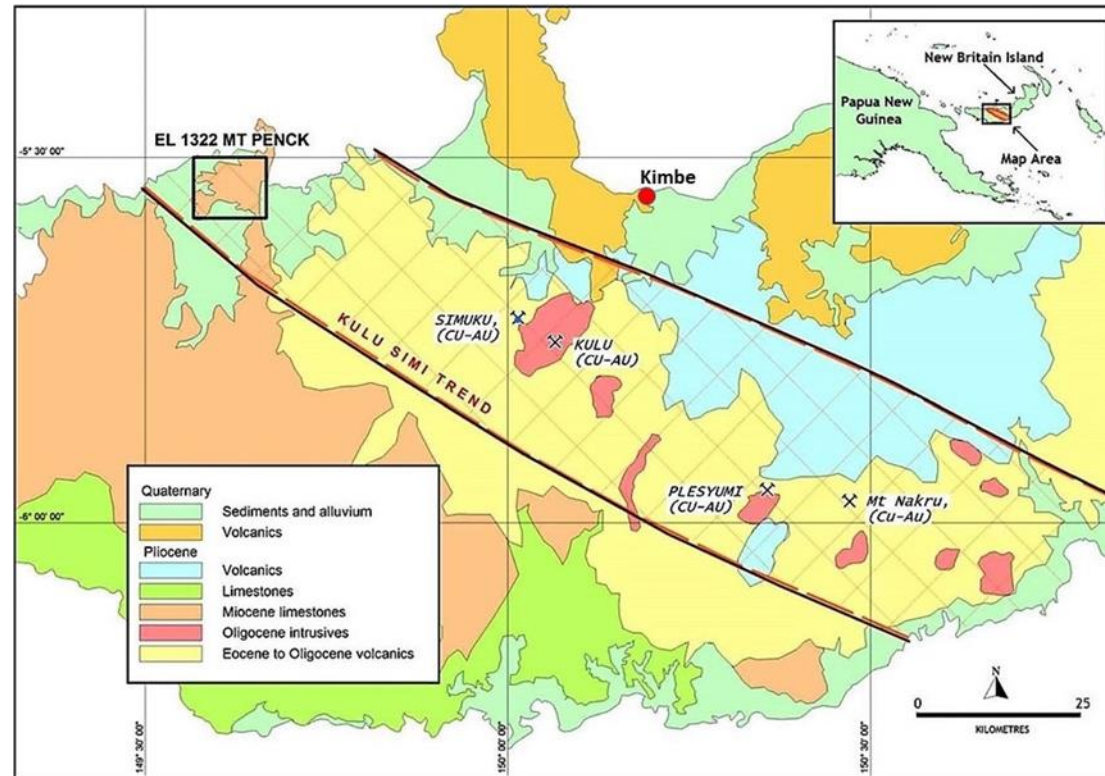 New Britain Island
Papua New
Guinea
Map Area
EL 1322 MT PENCK
-5° 30' 00"
Kimbe
SIMUKU,
(CU-AU)
KULU
(CU-AU)
KULU SIMI TREND
PLESYUMI
(CU-AU)
Mt Nakru,
(Cu-Au)
-6° 00' 00"
Quaternary
Sediments and alluvium
Volcanics
Pliocene
Volcanics
Limestones
Miocene limestones
Oligocene intrusives
Eocene to Oligocene volcanics
N
0 25
KILOMETRES
149° 30' 00"
150° 00' 00"
150° 30' 00"